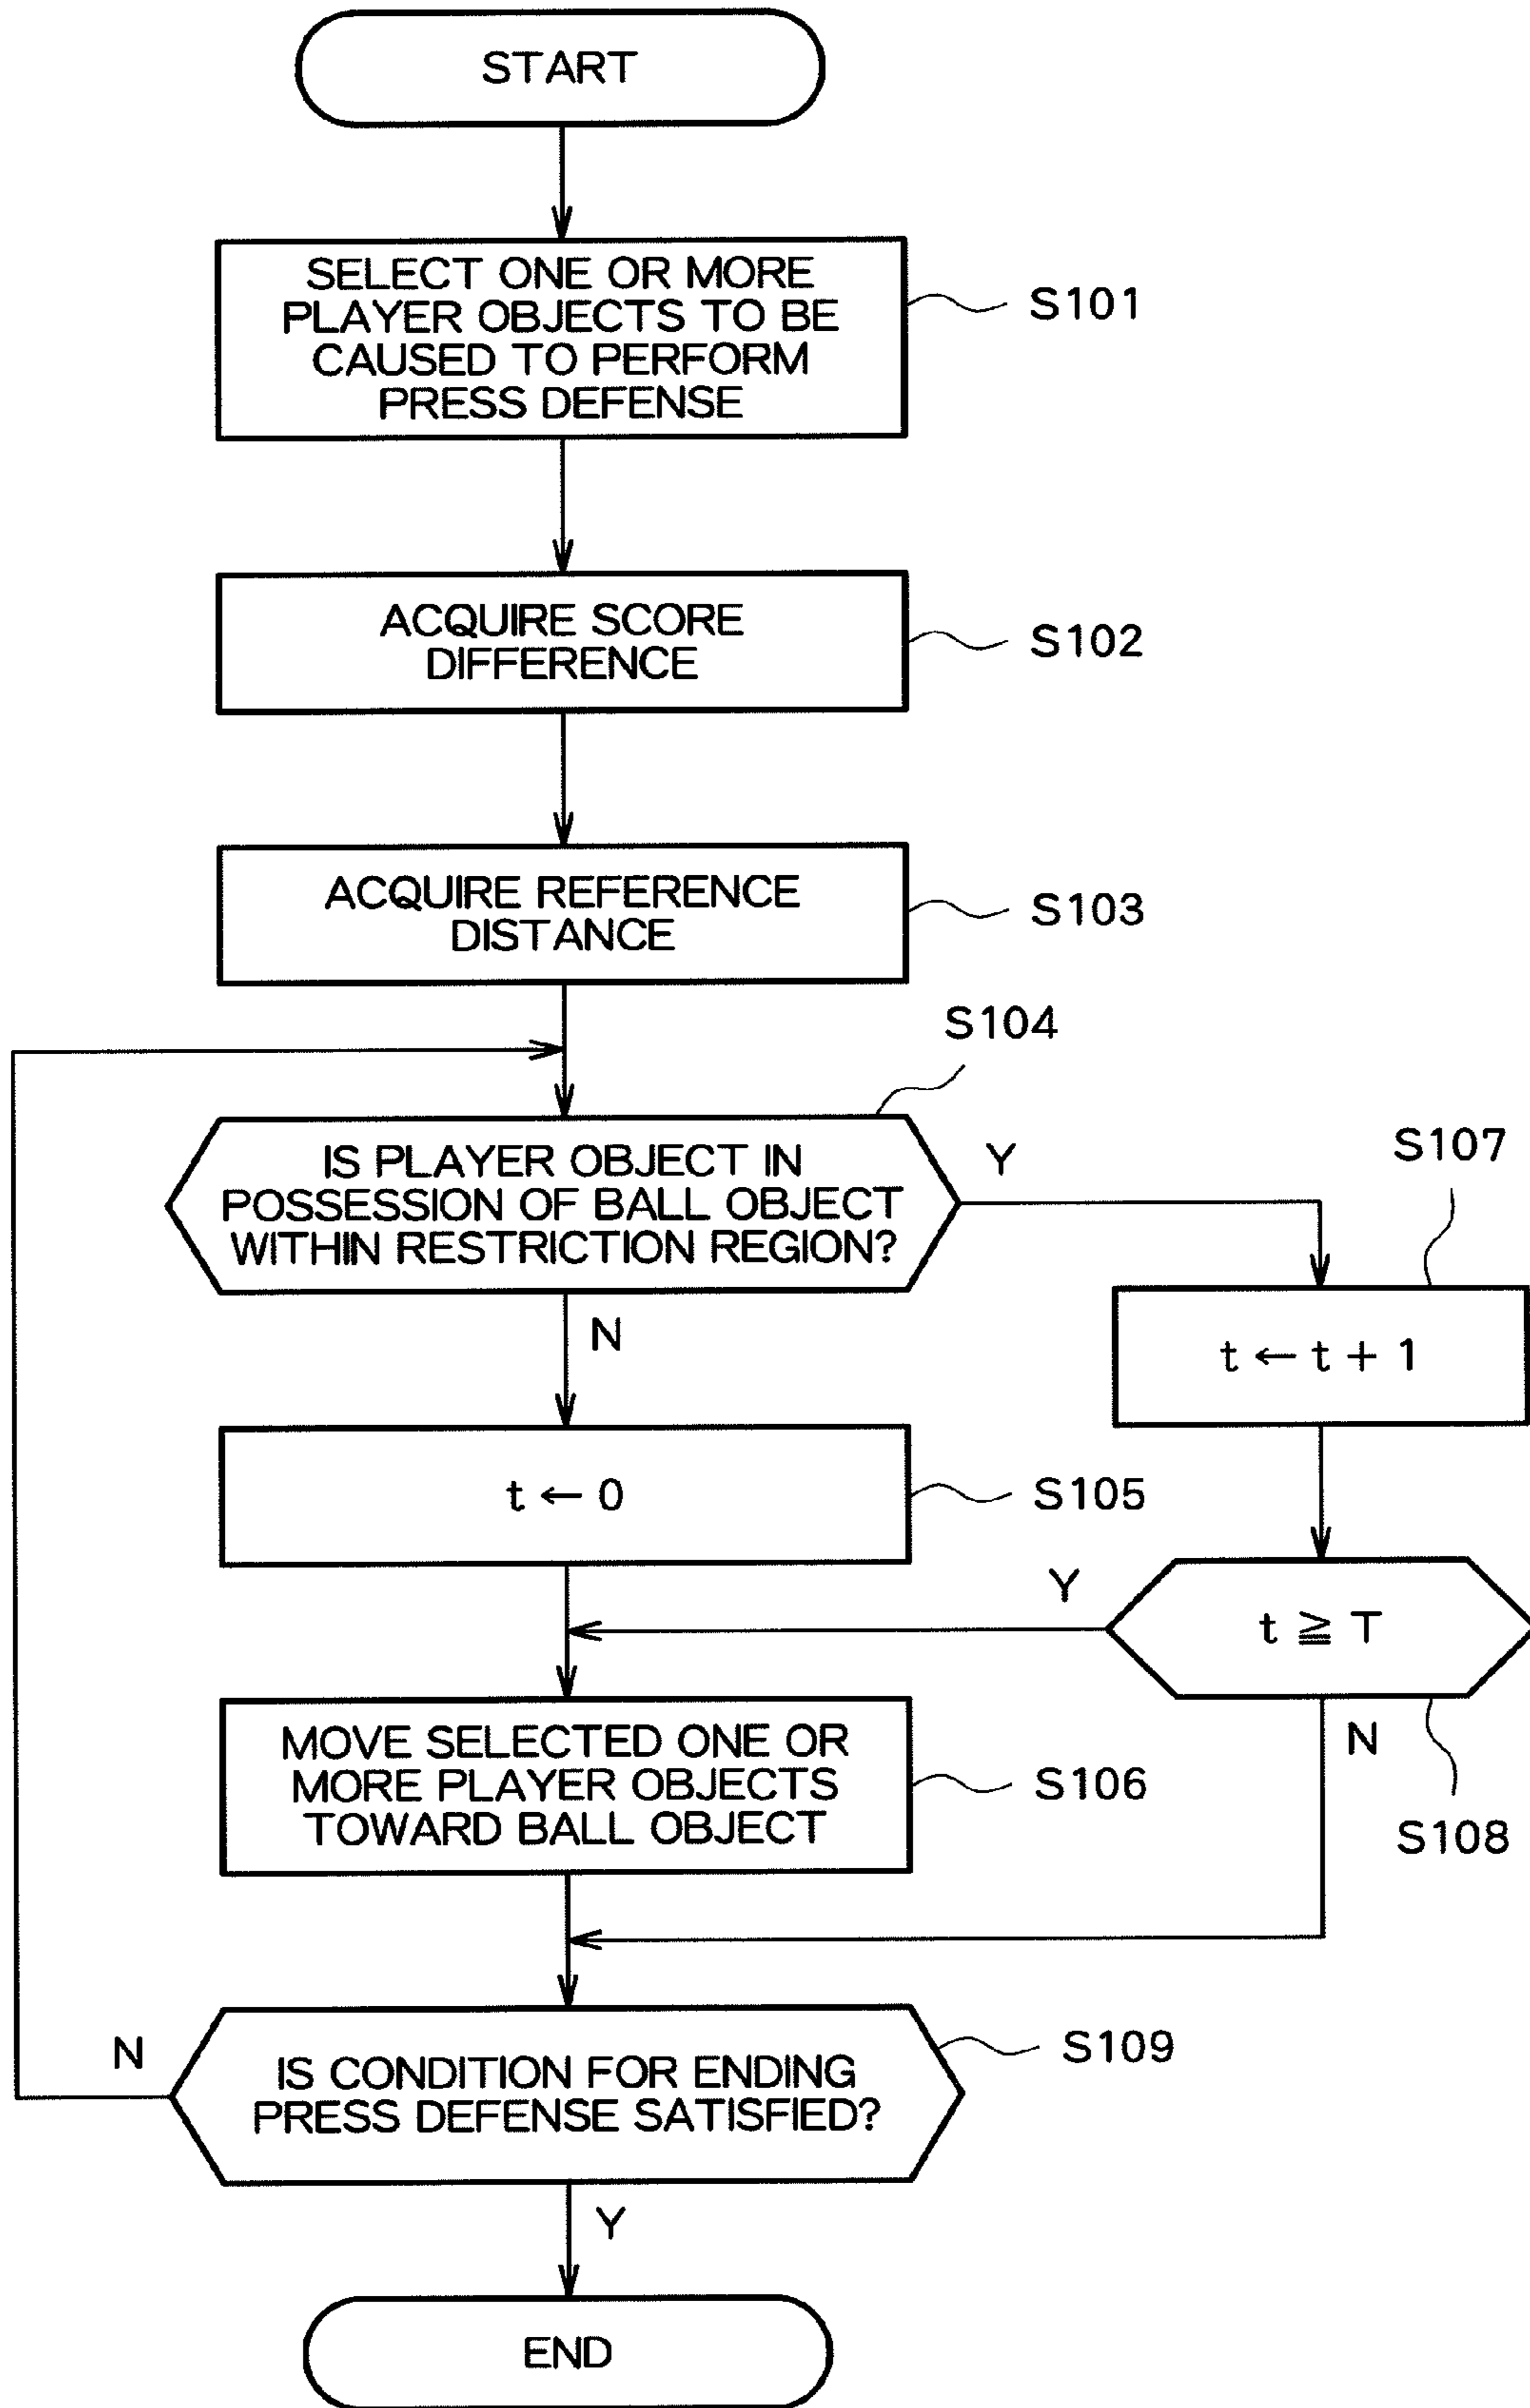 START
SELECT ONE OR MORE
PLAYER OBJECTS TO BE
CAUSED TO PERFORM
PRESS DEFENSE
S101
ACQUIRE SCORE
DIFFERENCE
S102
ACQUIRE REFERENCE
DISTANCE
S103
S104
IS PLAYER OBJECT IN
POSSESSION OF BALL OBJECT
WITHIN RESTRICTION REGION?
Y
S107
N
t ← t + 1
t ← 0
S105
Y
t ≧ T
MOVE SELECTED ONE OR
MORE PLAYER OBJECTS
TOWARD BALL OBJECT
S106
N
S108
IS CONDITION FOR ENDING
PRESS DEFENSE SATISFIED?
S109
N
Y
END